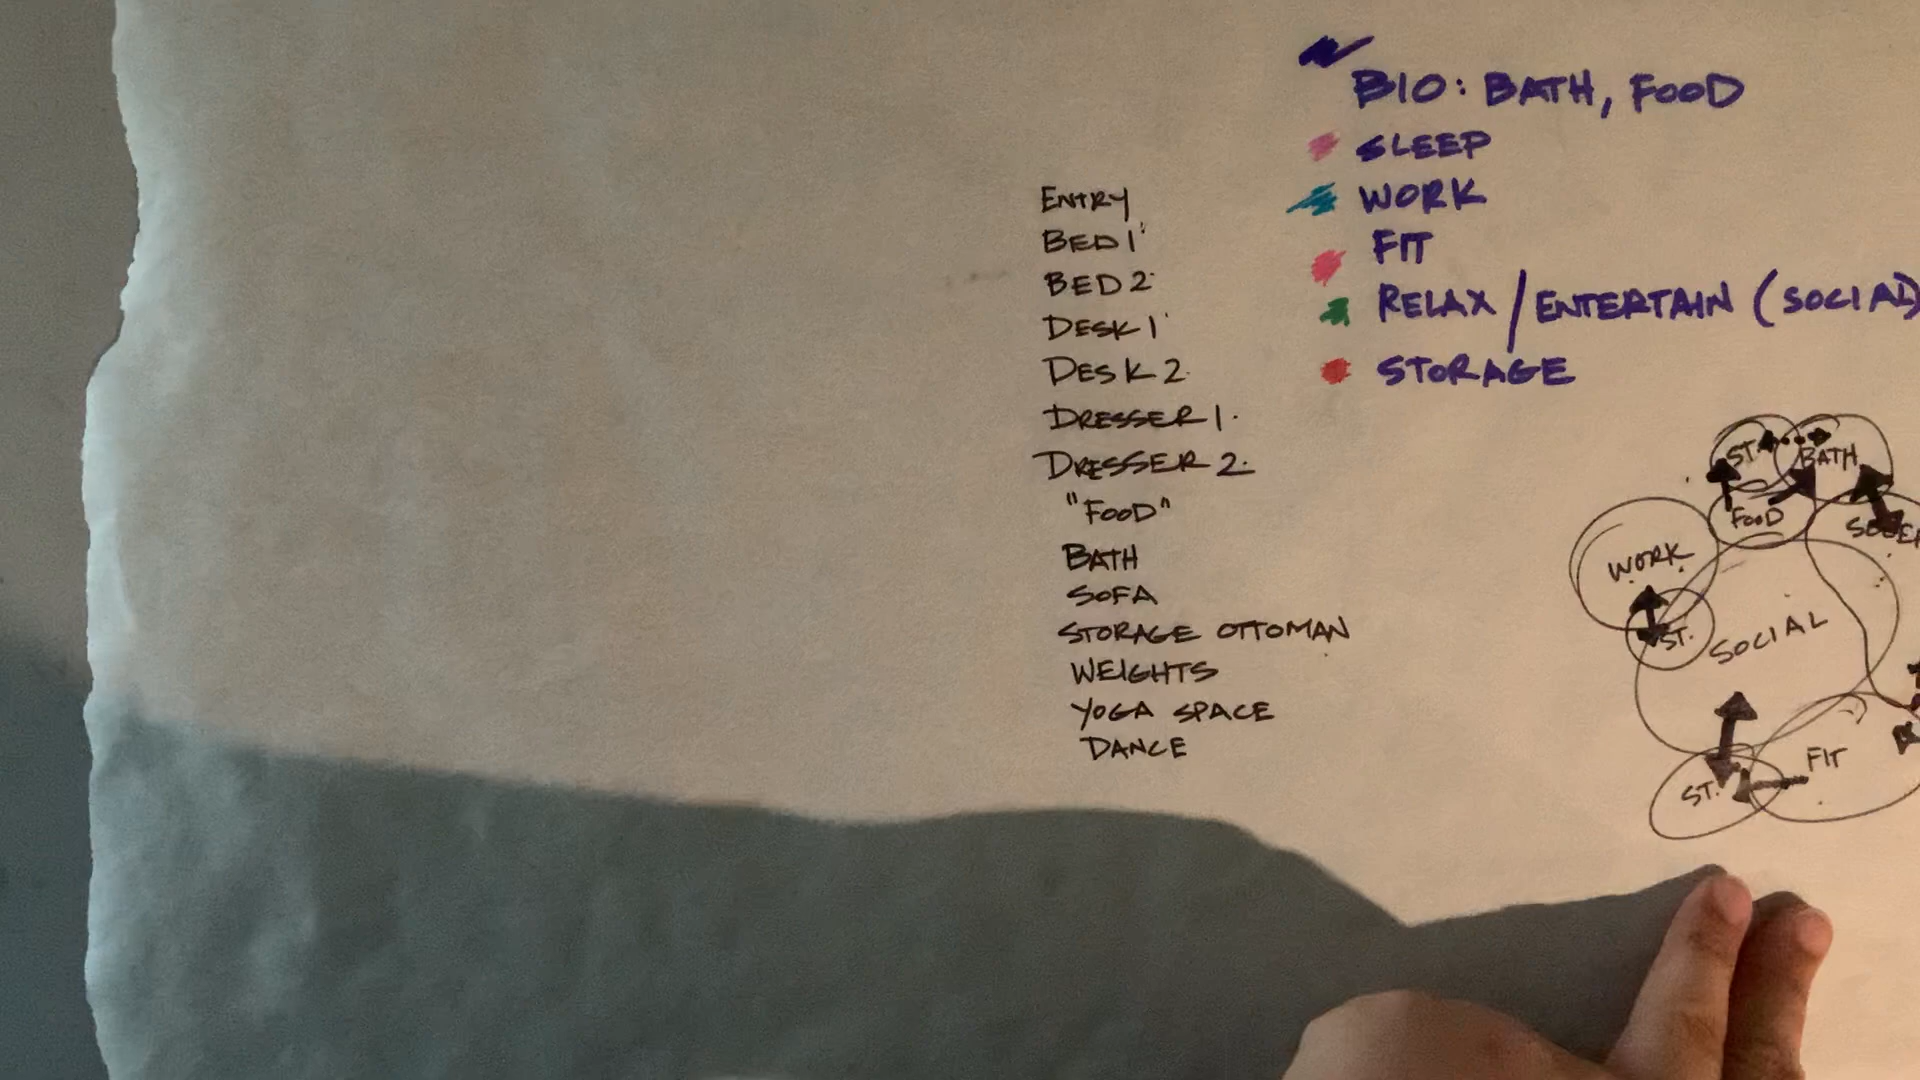 BIO: BATH, FOOD
SLEEP
WORK
FIT
RELAX / ENTERTAIN (SOCIAL)
STORAGE
ENTRY
BED 1
BED 2
DESK 1
DESK 2
DRESSER 1
DRESSER 2
"FOOD"
BATH
SOFA
STORAGE OTTOMAN
WEIGHTS
YOGA SPACE
DANCE
ST.
BATH
FOOD
WORK
ST.
SOCIAL
FIT
ST.